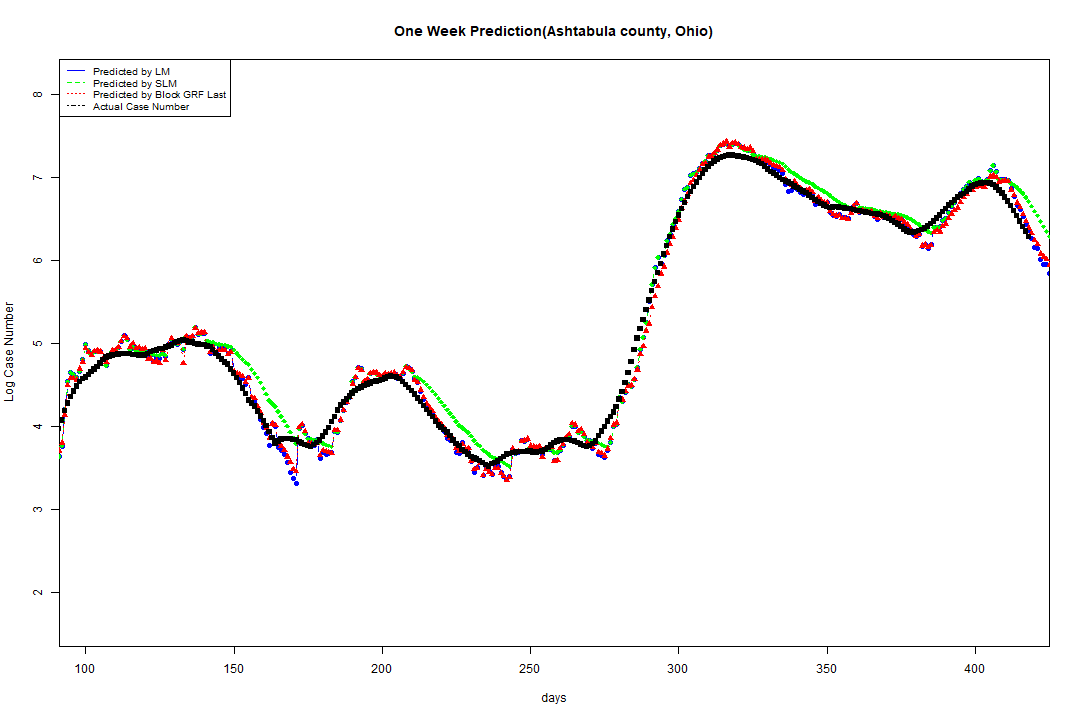 One Week Prediction(Ashtabula county, Ohio)
Predicted by LM
Predicted by SLM
Predicted by Block GRF Last
Actual Case Number
8
7
6
5
4
3
2
Log Case Number
100 150 200 250 300 350 400
days